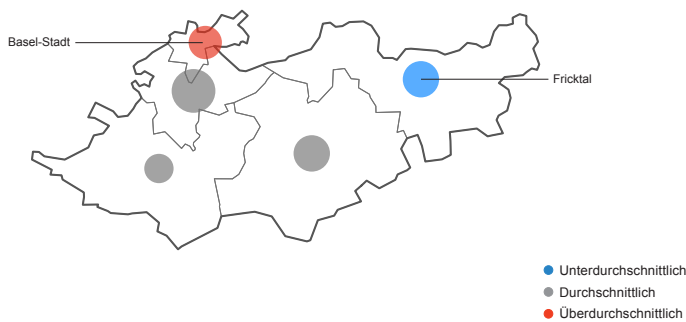 Basel-Stadt
Fricktal
Unterdurchschnittlich
Durchschnittlich
Überdurchschnittlich